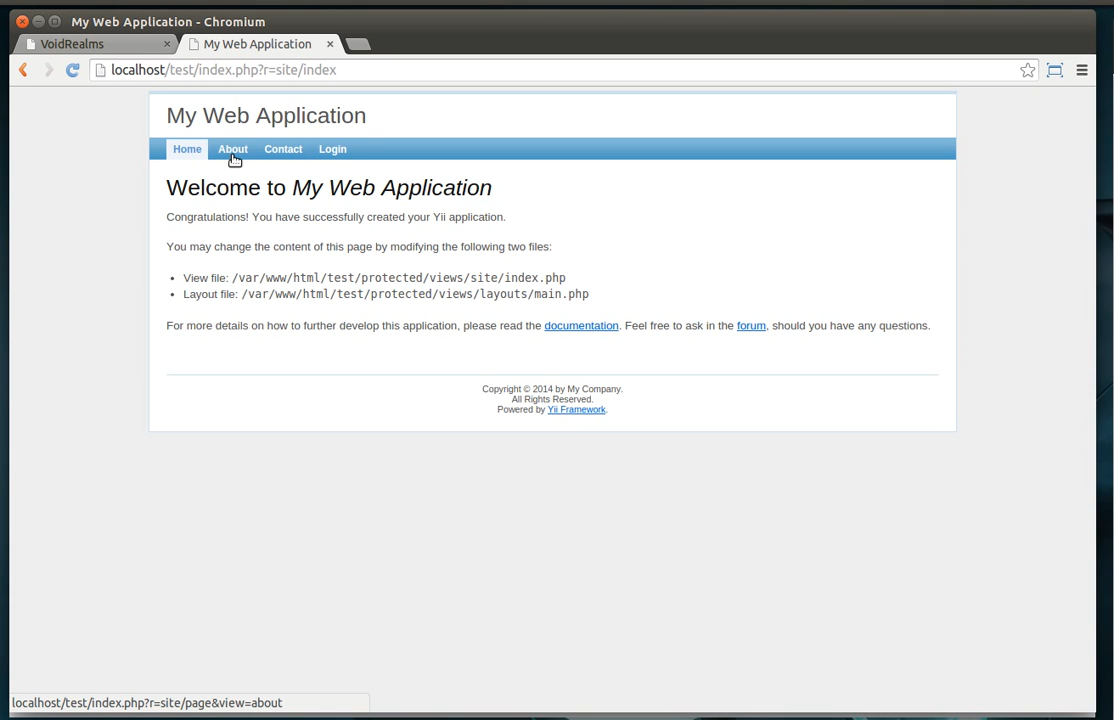 My Web Application - Chromium
VoidRealms
My Web Application
localhost/test/index.php?r=site/index
My Web Application
Home About Contact Login
Welcome to My Web Application
Congratulations! You have successfully created your Yii application.
You may change the content of this page by modifying the following two files:
• View file: /var/www/html/test/protected/views/site/index.php
• Layout file: /var/www/html/test/protected/views/layouts/main.php
For more details on how to further develop this application, please read the documentation. Feel free to ask in the forum, should you have any questions.
Copyright © 2014 by My Company.
All Rights Reserved.
Powered by Yii Framework.
localhost/test/index.php?r=site/page&view=about